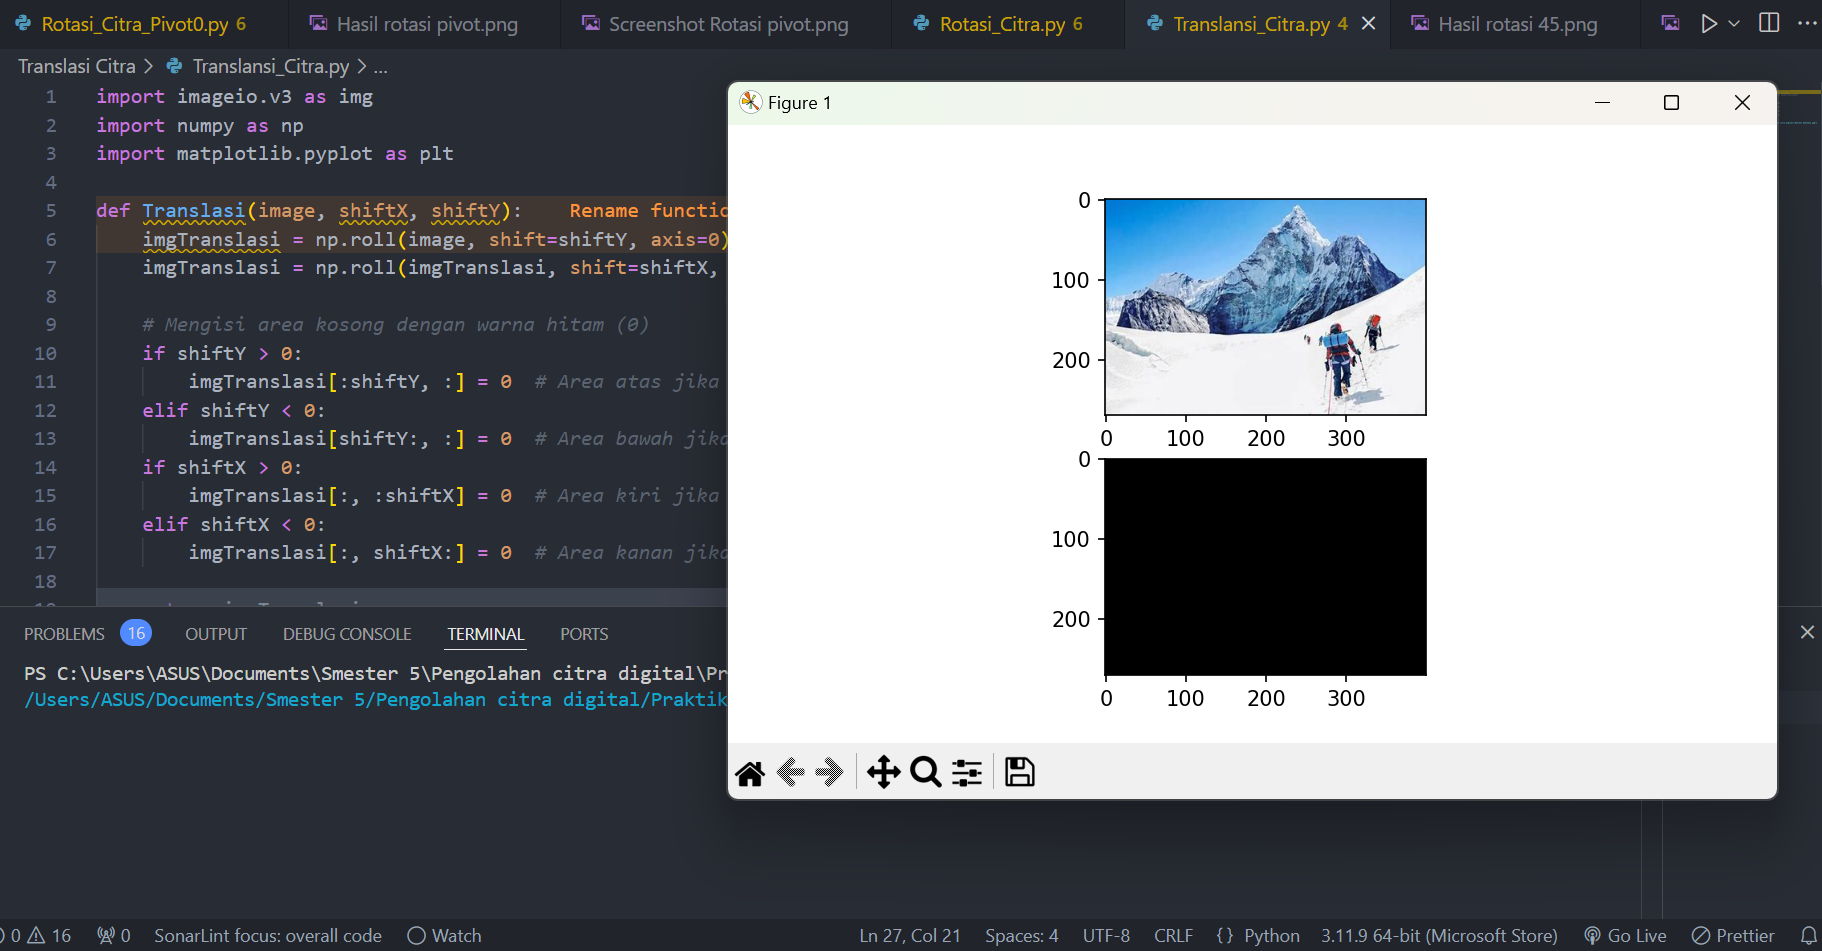 Rotasi_Citra_Pivot0.py 6 Hasil rotasi pivot.png Screenshot Rotasi pivot.png Rotasi_Citra.py 6 Translansi_Citra.py 4 Hasil rotasi 45.png
Translasi Citra > Translansi_Citra.py > ...
1 import imageio.v3 as img
2 import numpy as np
3 import matplotlib.pyplot as plt
4
5 def Translasi(image, shiftX, shiftY): Rename functio
6 imgTranslasi = np.roll(image, shift=shiftY, axis=0)
7 imgTranslasi = np.roll(imgTranslasi, shift=shiftX,
8
9 # Mengisi area kosong dengan warna hitam (0)
10 if shiftY > 0:
11 imgTranslasi[:shiftY, :] = 0 # Area atas jika
12 elif shiftY < 0:
13 imgTranslasi[shiftY:, :] = 0 # Area bawah jika
14 if shiftX > 0:
15 imgTranslasi[:, :shiftX] = 0 # Area kiri jika
16 elif shiftX < 0:
17 imgTranslasi[:, shiftX:] = 0 # Area kanan jika
18
Figure 1
0
100
200
0 100 200 300
0
100
200
0 100 200 300
PROBLEMS 16 OUTPUT DEBUG CONSOLE TERMINAL PORTS
PS C:\Users\ASUS\Documents\Smester 5\Pengolahan citra digital\Pr
/Users/ASUS/Documents/Smester 5/Pengolahan citra digital/Praktik
0 16 0 SonarLint focus: overall code Watch Ln 27, Col 21 Spaces: 4 UTF-8 CRLF {} Python 3.11.9 64-bit (Microsoft Store) Go Live Prettier